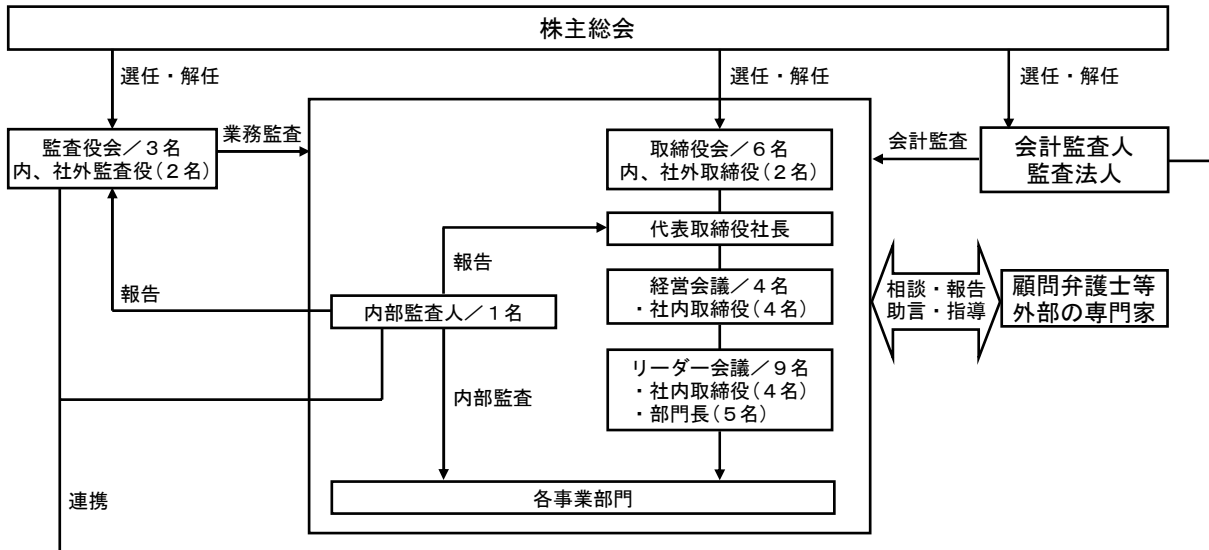 株主総会
選任・解任
選任・解任
選任・解任
監査役会／３名
内、社外監査役（２名）
業務監査
取締役会／６名
内、社外取締役（２名）
会計監査
会計監査人
監査法人
代表取締役社長
報告
報告
経営会議／４名
・社内取締役（４名）
相談・報告
助言・指導
顧問弁護士等
外部の専門家
内部監査人／１名
リーダー会議／９名
・社内取締役（４名）
・部門長（５名）
内部監査
各事業部門
連携